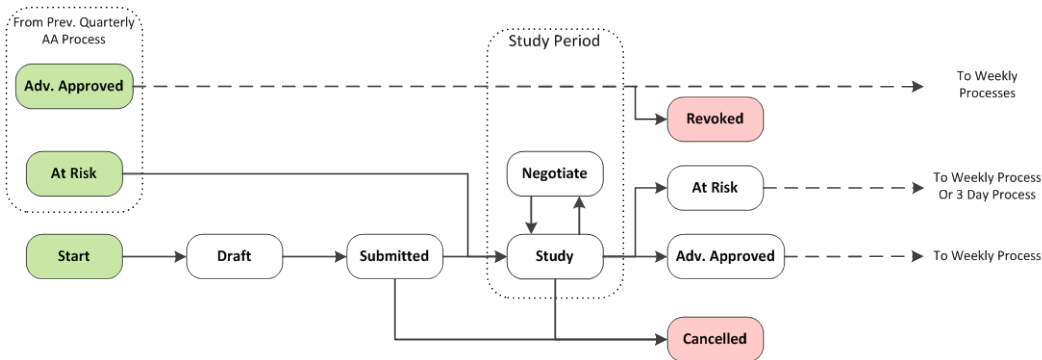 From Prev. Quarterly
AA Process
Study Period
Adv. Approved
To Weekly
Processes
Revoked
At Risk
Negotiate
At Risk
To Weekly Process
Or 3 Day Process
Start
Draft
Submitted
Study
Adv. Approved
To Weekly Process
Cancelled